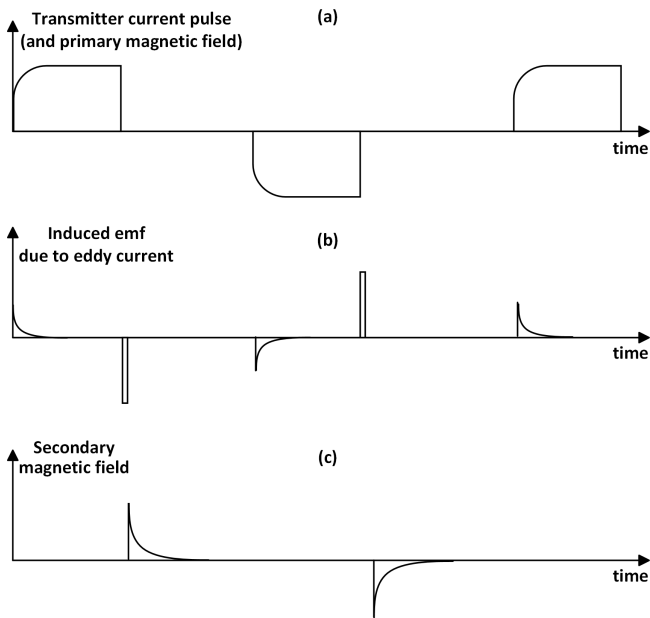 Transmitter current pulse
(and primary magnetic field)
(a)
time
Induced emf
due to eddy current
(b)
time
Secondary
magnetic field
(c)
time